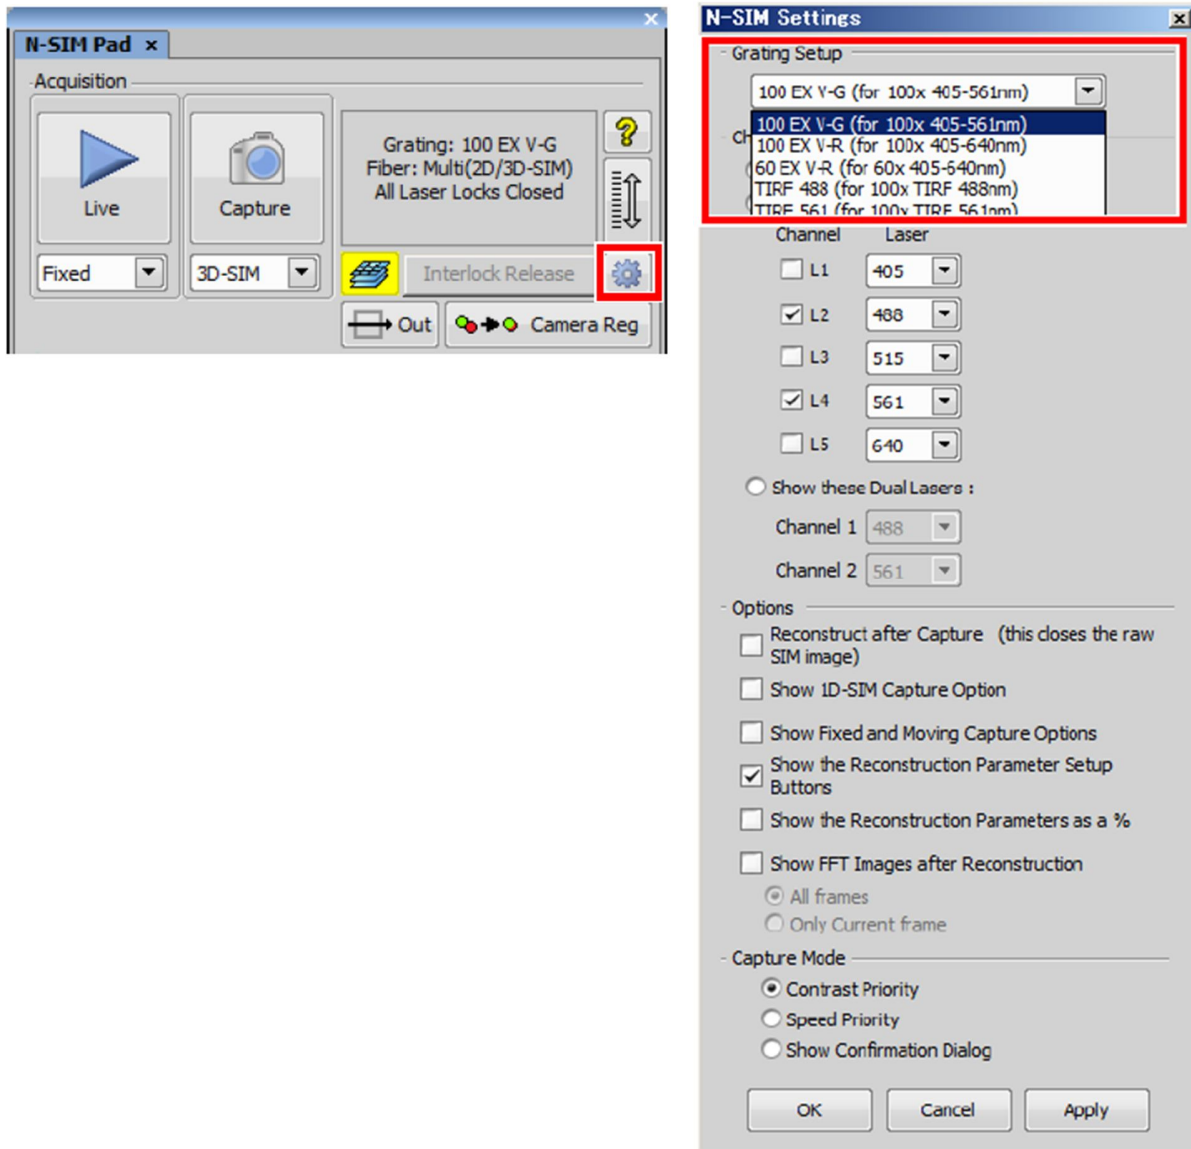 N-SIM Pad x
Acquisition
Live
Capture
Grating: 100 EX V-G
Fiber: Multi(2D/3D-SIM)
All Laser Locks Closed
?
Fixed
3D-SIM
Interlock Release
Out
Camera Reg
N-SIM Settings
Grating Setup
100 EX V-G (for 100x 405-561nm)
100 EX V-G (for 100x 405-561nm)
100 EX V-R (for 100x 405-640nm)
60 EX V-R (for 60x 405-640nm)
TIRF 488 (for 100x TIRF 488nm)
TIRF 561 (for 100x TIRF 561nm)
Channel Laser
L1 405
L2 488
L3 515
L4 561
L5 640
Show these Dual Lasers :
Channel 1 488
Channel 2 561
Options
Reconstruct after Capture (this closes the raw
SIM image)
Show 1D-SIM Capture Option
Show Fixed and Moving Capture Options
Show the Reconstruction Parameter Setup
Buttons
Show the Reconstruction Parameters as a %
Show FFT Images after Reconstruction
All frames
Only Current frame
Capture Mode
Contrast Priority
Speed Priority
Show Confirmation Dialog
OK Cancel Apply